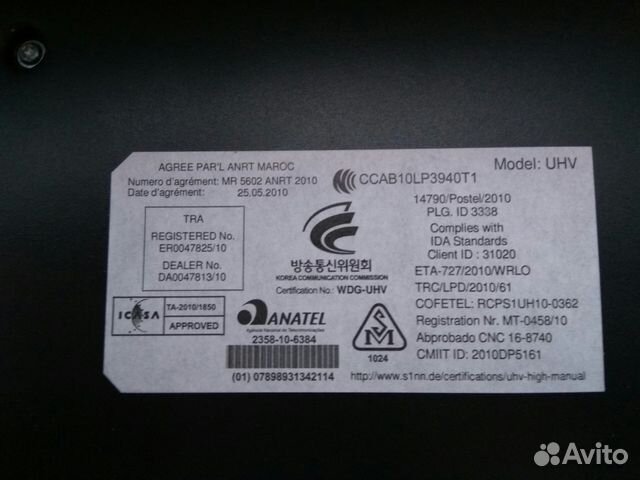 AGREE PAR'L ANRT MAROC
Numero d'agrément: MR 5602 ANRT 2010
Date d'agrément: 25.05.2010
TRA
REGISTERED No.
ER0047825/10
DEALER No.
DA0047813/10
ICASA
TA-2010/1850
APPROVED
방송통신위원회
KOREA COMMUNICATION COMMISSION
Certification No.: WDG-UHV
ANATEL
Agência Nacional de Telecomunicações
2358-10-6384
(01) 07898931342114
1024
CCAB10LP3940T1
Model: UHV
14790/Postel/2010
PLG. ID 3338
Complies with
IDA Standards
Client ID : 31020
ETA-727/2010/WRLO
TRC/LPD/2010/61
COFETEL: RCPS1UH10-0362
Registration Nr. MT-0458/10
Abprobado CNC 16-8740
CMIIT ID: 2010DP5161
http://www.s1nn.de/certifications/uhv-high-manual
Avito